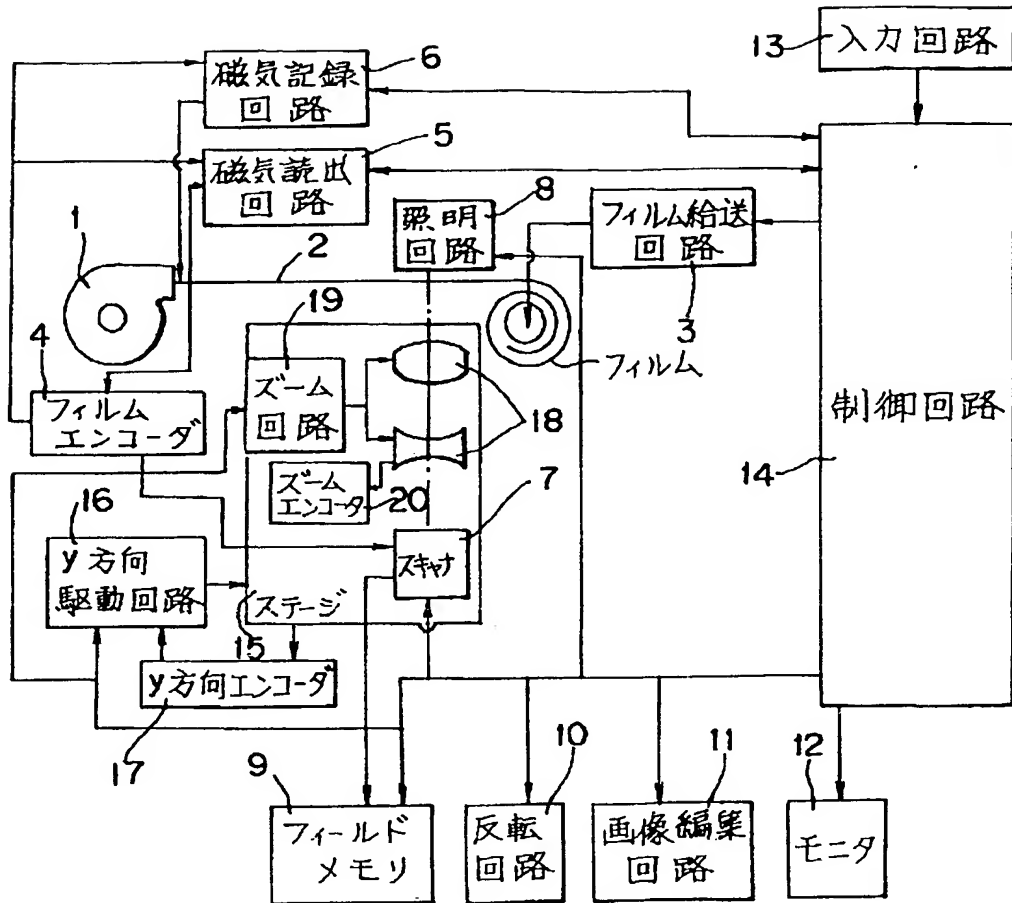 13
入力回路
6
磁気記録
回路
5
磁気読出
回路
8
照明
回路
フィルム給送
回路
3
1
2
フィルム
4
フィルム
エンコーダ
19
ズーム
回路
18
ズーム
エンコータ
20
7
スキャナ
制御回路
14
16
y方向
駆動回路
15
ステージ
y方向エンコーダ
17
9
フィールド
メモリ
10
反転
回路
11
画像編集
回路
12
モニタ